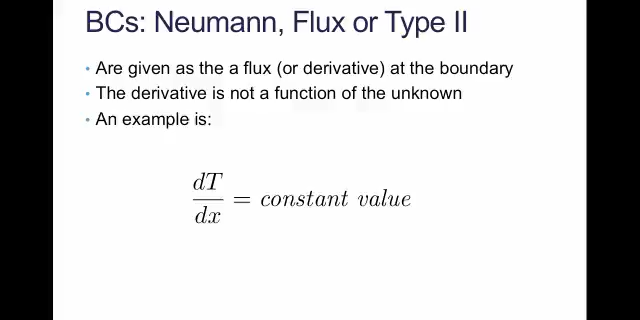 BCs: Neumann, Flux or Type II
• Are given as the a flux (or derivative) at the boundary
• The derivative is not a function of the unknown
• An example is:
dT/dx = constant value